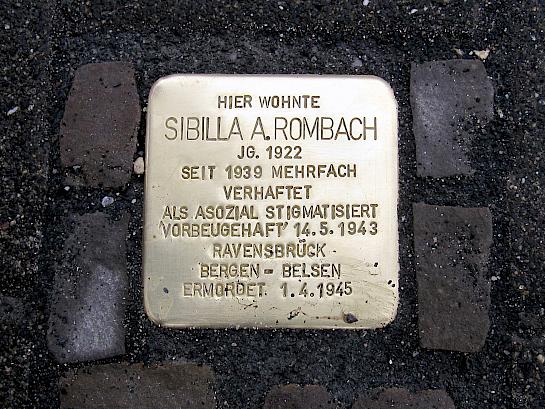 HIER WOHNTE
SIBILLA A. ROMBACH
JG. 1922
SEIT 1939 MEHRFACH
VERHAFTET
ALS ASOZIAL STIGMATISIERT
'VORBEUGEHAFT' 14.5.1943
RAVENSBRÜCK
BERGEN - BELSEN
ERMORDET 1.4.1945